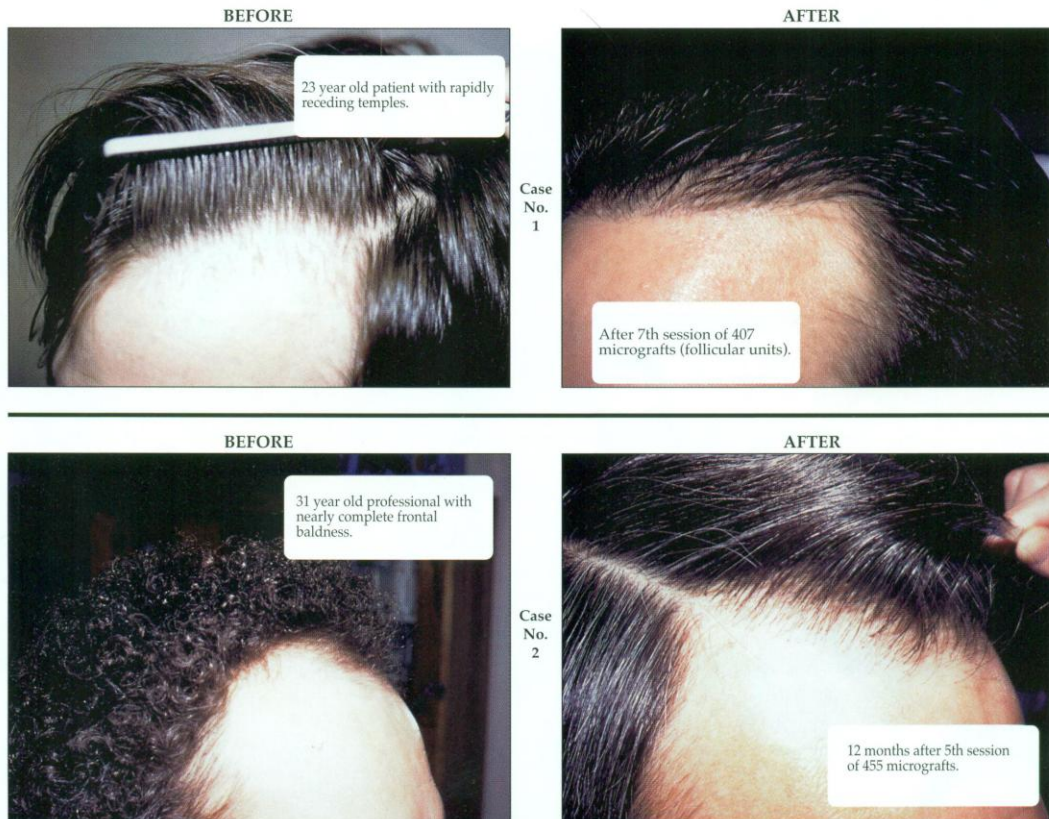 BEFORE
AFTER
23 year old patient with rapidly
receding temples.
Case
No.
1
After 7th session of 407
micrografts (follicular units).
BEFORE
AFTER
31 year old professional with
nearly complete frontal
baldness.
Case
No.
2
12 months after 5th session
of 455 micrografts.